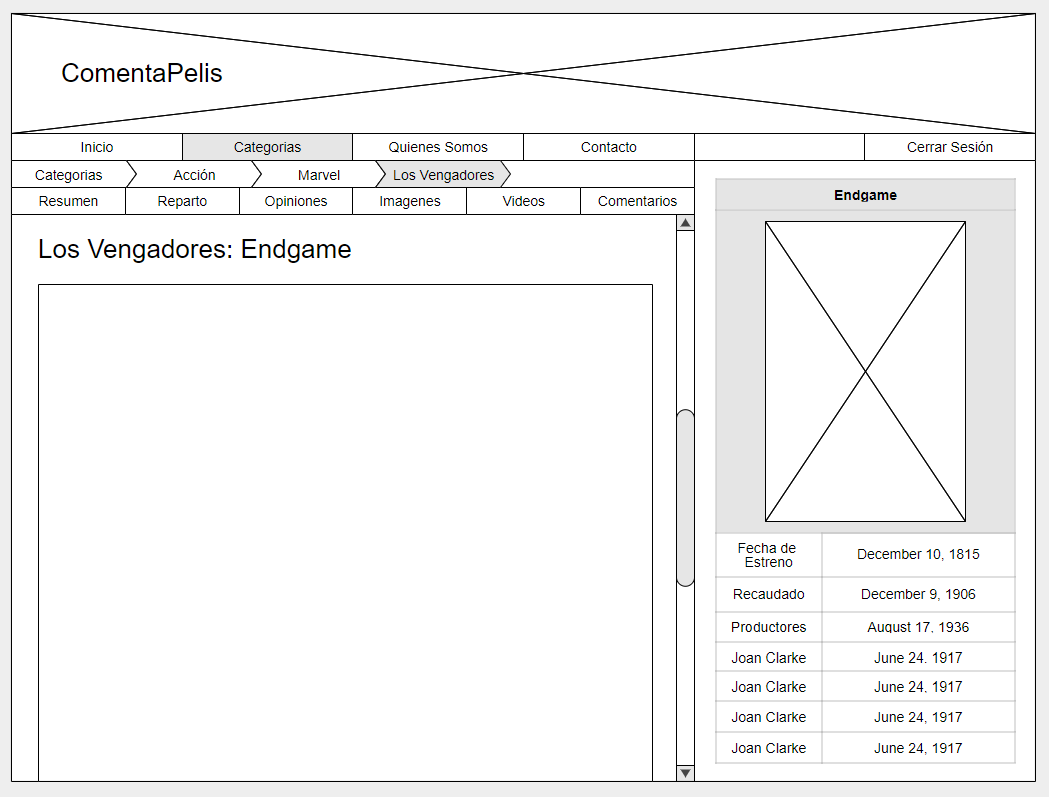 ComentaPelis
Inicio
Categorias
Quienes Somos
Contacto
Cerrar Sesión
Categorias
Acción
Marvel
Los Vengadores
Resumen
Reparto
Opiniones
Imagenes
Videos
Comentarios
Los Vengadores: Endgame
Endgame
Fecha de
Estreno
December 10, 1815
Recaudado
December 9, 1906
Productores
August 17, 1936
Joan Clarke
June 24, 1917
Joan Clarke
June 24, 1917
Joan Clarke
June 24, 1917
Joan Clarke
June 24, 1917